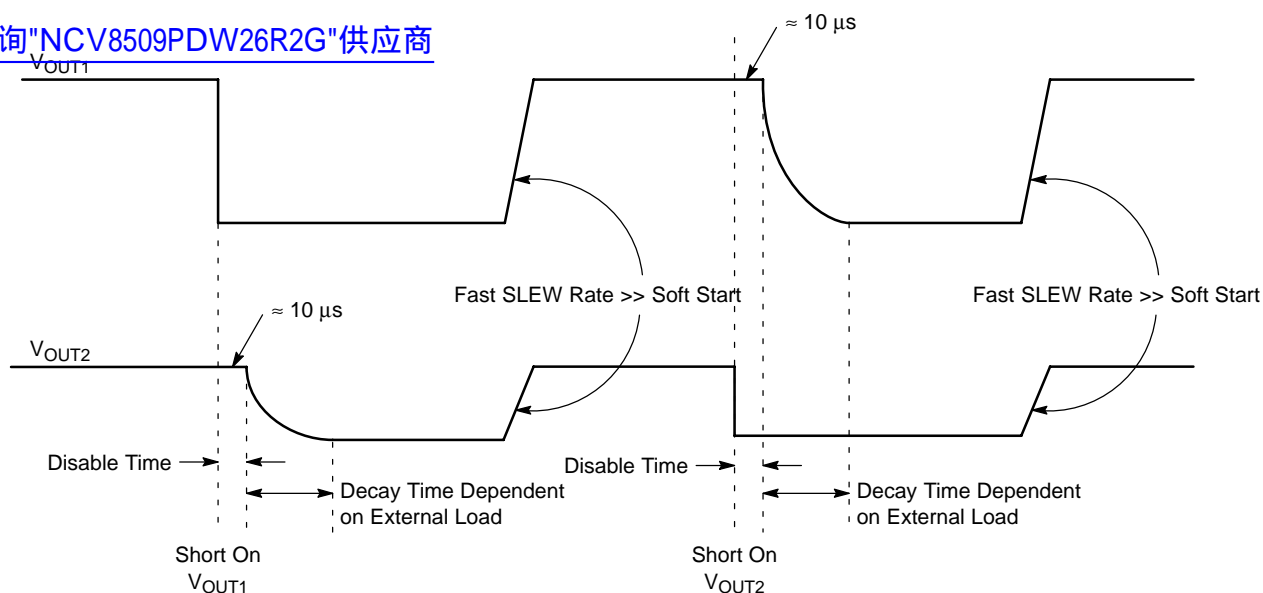 询"NCV8509PDW26R2G"供应商
≈ 10 μs
VOUT1
Fast SLEW Rate >> Soft Start
Fast SLEW Rate >> Soft Start
≈ 10 μs
VOUT2
Disable Time
Disable Time
Decay Time Dependent
on External Load
Decay Time Dependent
on External Load
Short On
VOUT1
Short On
VOUT2